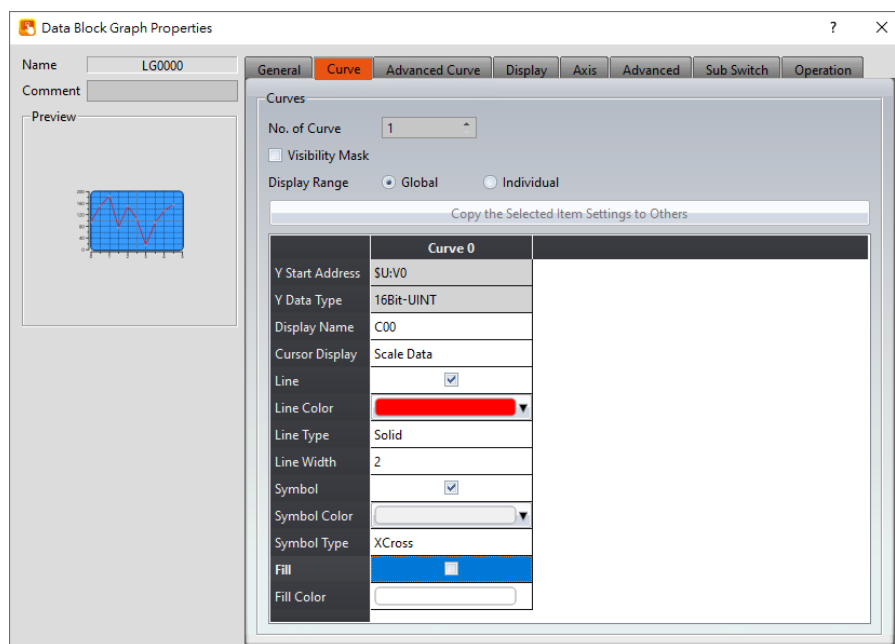 Data Block Graph Properties
?
Name LG0000
Comment
Preview
General Curve Advanced Curve Display Axis Advanced Sub Switch Operation
Curves
No. of Curve 1
Visibility Mask
Display Range Global Individual
Copy the Selected Item Settings to Others
Curve 0
Y Start Address $U:V0
Y Data Type 16Bit-UINT
Display Name C00
Cursor Display Scale Data
Line
Line Color
Line Type Solid
Line Width 2
Symbol
Symbol Color
Symbol Type XCross
Fill
Fill Color